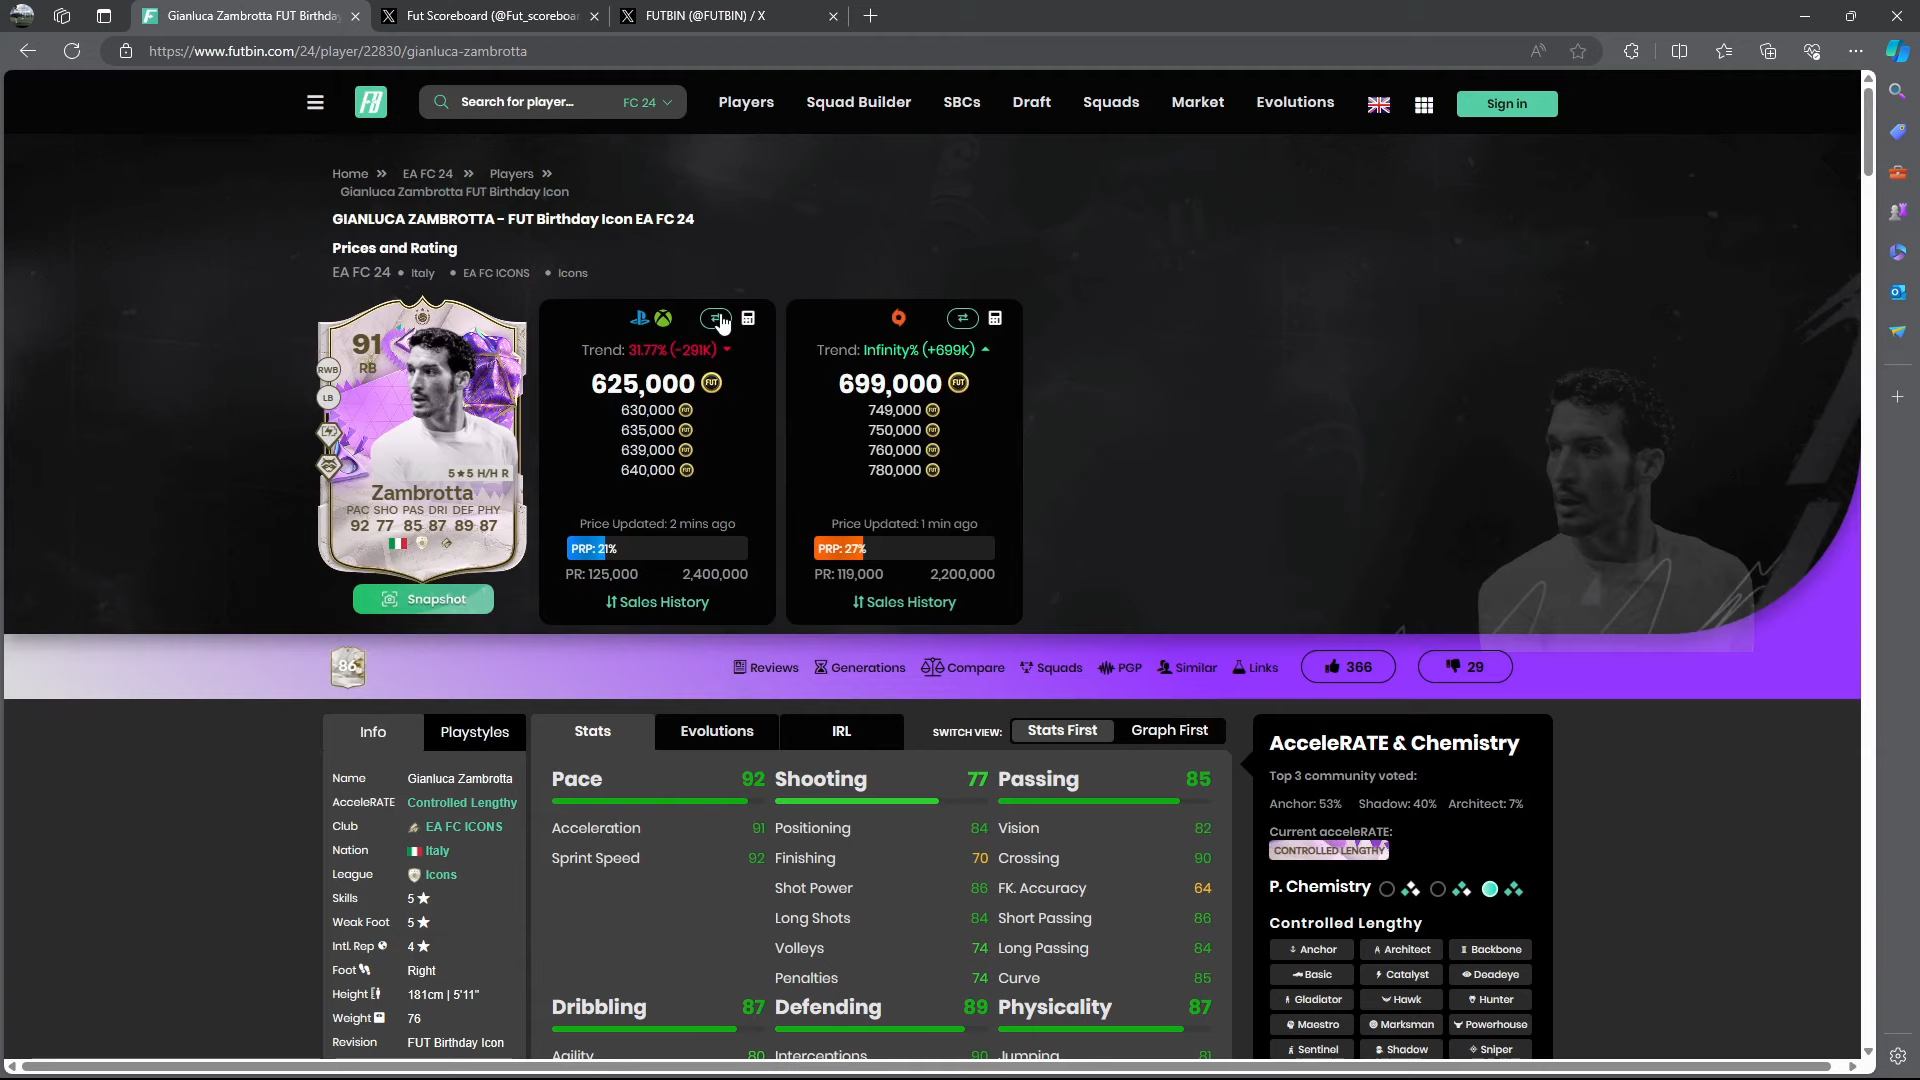 Gianluca Zambrotta FUT Birthday
Fut Scoreboard (@Fut_scoreboar
FUTBIN (@FUTBIN) / X
https://www.futbin.com/24/player/22830/gianluca-zambrotta
Search for player...
FC 24
Players
Squad Builder
SBCs
Draft
Squads
Market
Evolutions
Sign in
Home » EA FC 24 » Players »
Gianluca Zambrotta FUT Birthday Icon
GIANLUCA ZAMBROTTA - FUT Birthday Icon EA FC 24
Prices and Rating
EA FC 24 • Italy • EA FC ICONS • Icons
91
RB
RWB
LB
5★5 H/H R
Zambrotta
PAC SHO PAS DRI DEF PHY
92 77 85 87 89 87
Snapshot
Trend: 31.77% (-291K)
625,000
630,000
635,000
639,000
640,000
Price Updated: 2 mins ago
PRP: 21%
PR: 125,000 2,400,000
Sales History
Trend: Infinity% (+699K)
699,000
749,000
750,000
760,000
780,000
Price Updated: 1 min ago
PRP: 27%
PR: 119,000 2,200,000
Sales History
86
Reviews
Generations
Compare
Squads
PGP
Similar
Links
366
29
Info
Playstyles
Name Gianluca Zambrotta
AcceleRATE Controlled Lengthy
Club EA FC ICONS
Nation Italy
League Icons
Skills 5★
Weak Foot 5★
Intl. Rep 4★
Foot Right
Height 181cm | 5'11"
Weight 76
Revision FUT Birthday Icon
Stats
Evolutions
IRL
SWITCH VIEW: Stats First Graph First
Pace 92
Acceleration 91
Sprint Speed 92
Shooting 77
Positioning 84
Finishing 70
Shot Power 86
Long Shots 84
Volleys 74
Penalties 74
Passing 85
Vision 82
Crossing 90
FK. Accuracy 64
Short Passing 86
Long Passing 84
Curve 85
Dribbling 87
Agility 80
Defending 89
Interceptions 90
Physicality 87
Jumping 81
AcceleRATE & Chemistry
Top 3 community voted:
Anchor: 53% Shadow: 40% Architect: 7%
Current acceleRATE:
CONTROLLED LENGTHY
P. Chemistry
Controlled Lengthy
Anchor Architect Backbone
Basic Catalyst Deadeye
Gladiator Hawk Hunter
Maestro Marksman Powerhouse
Sentinel Shadow Sniper